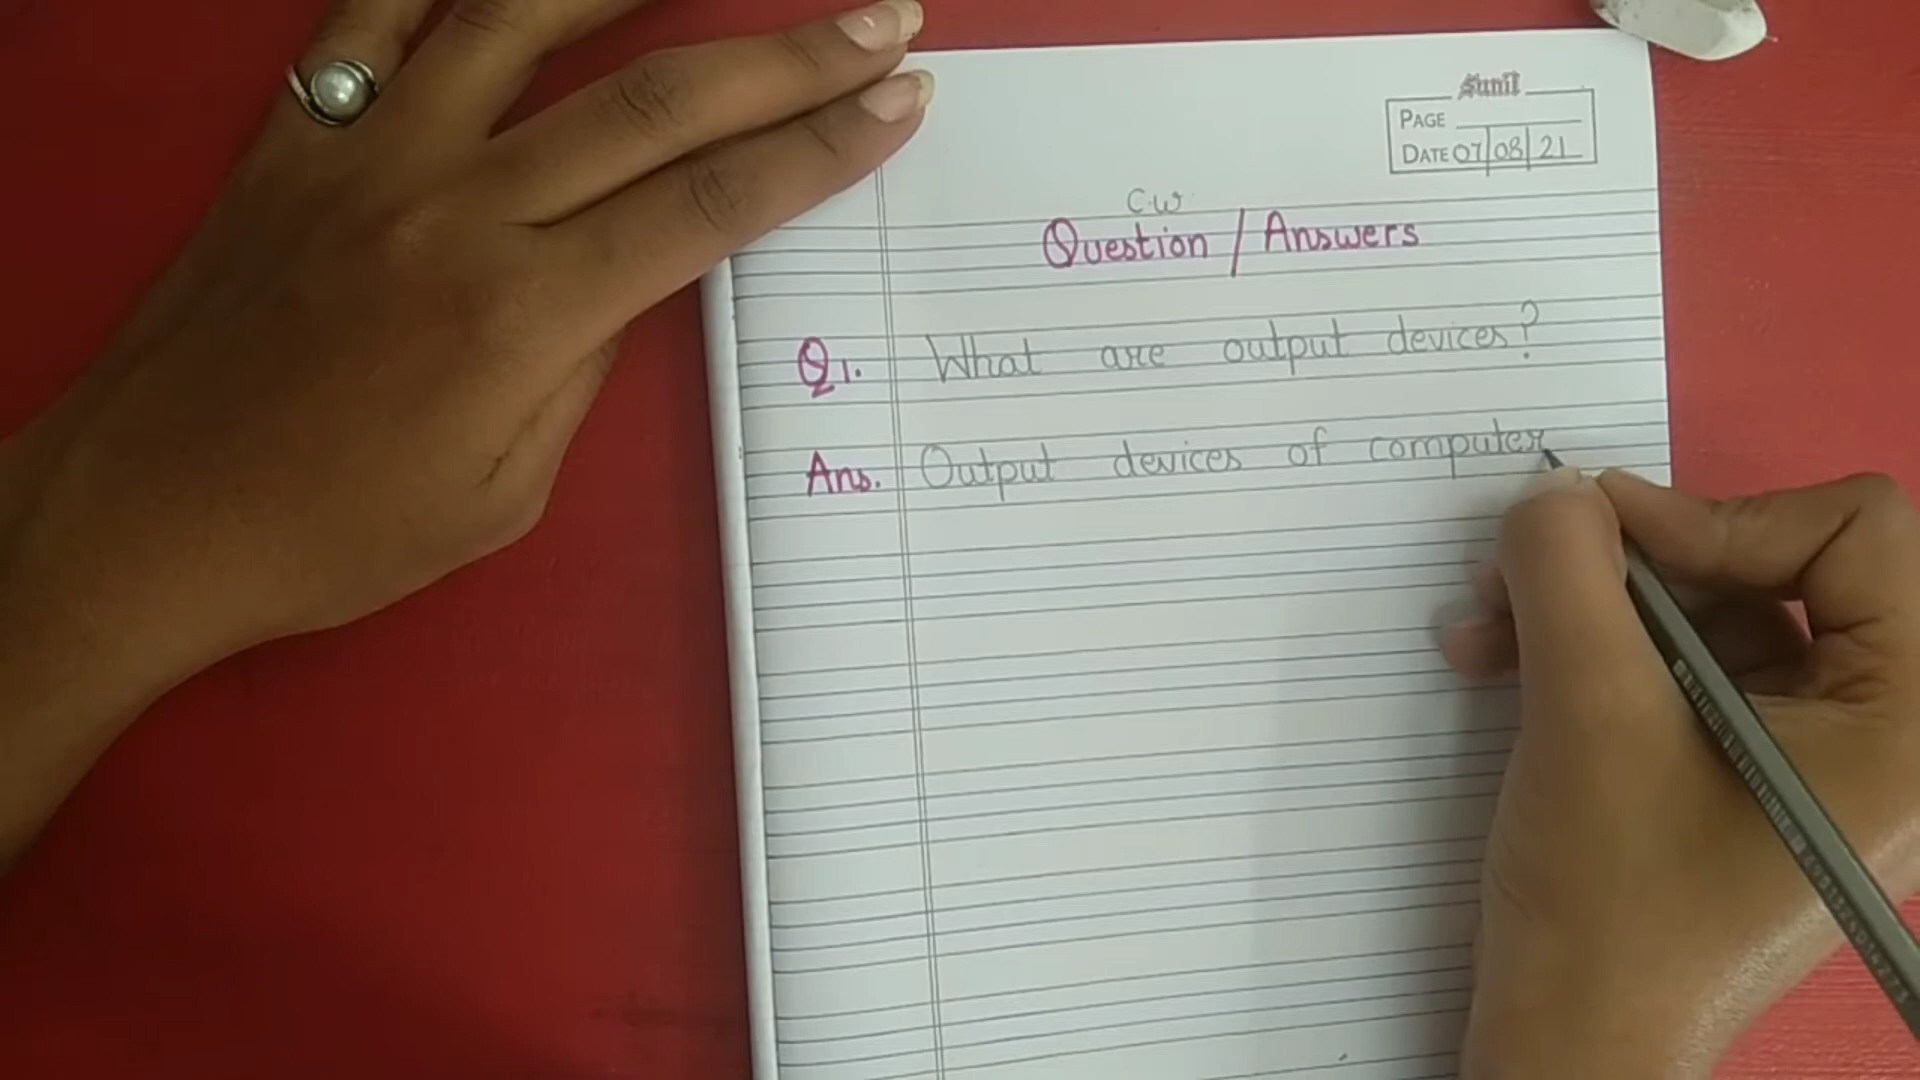 Sunil
PAGE
DATE 07/08/21
C.W
Question / Answers
Q1. What are output devices?
Ans. Output devices of computer